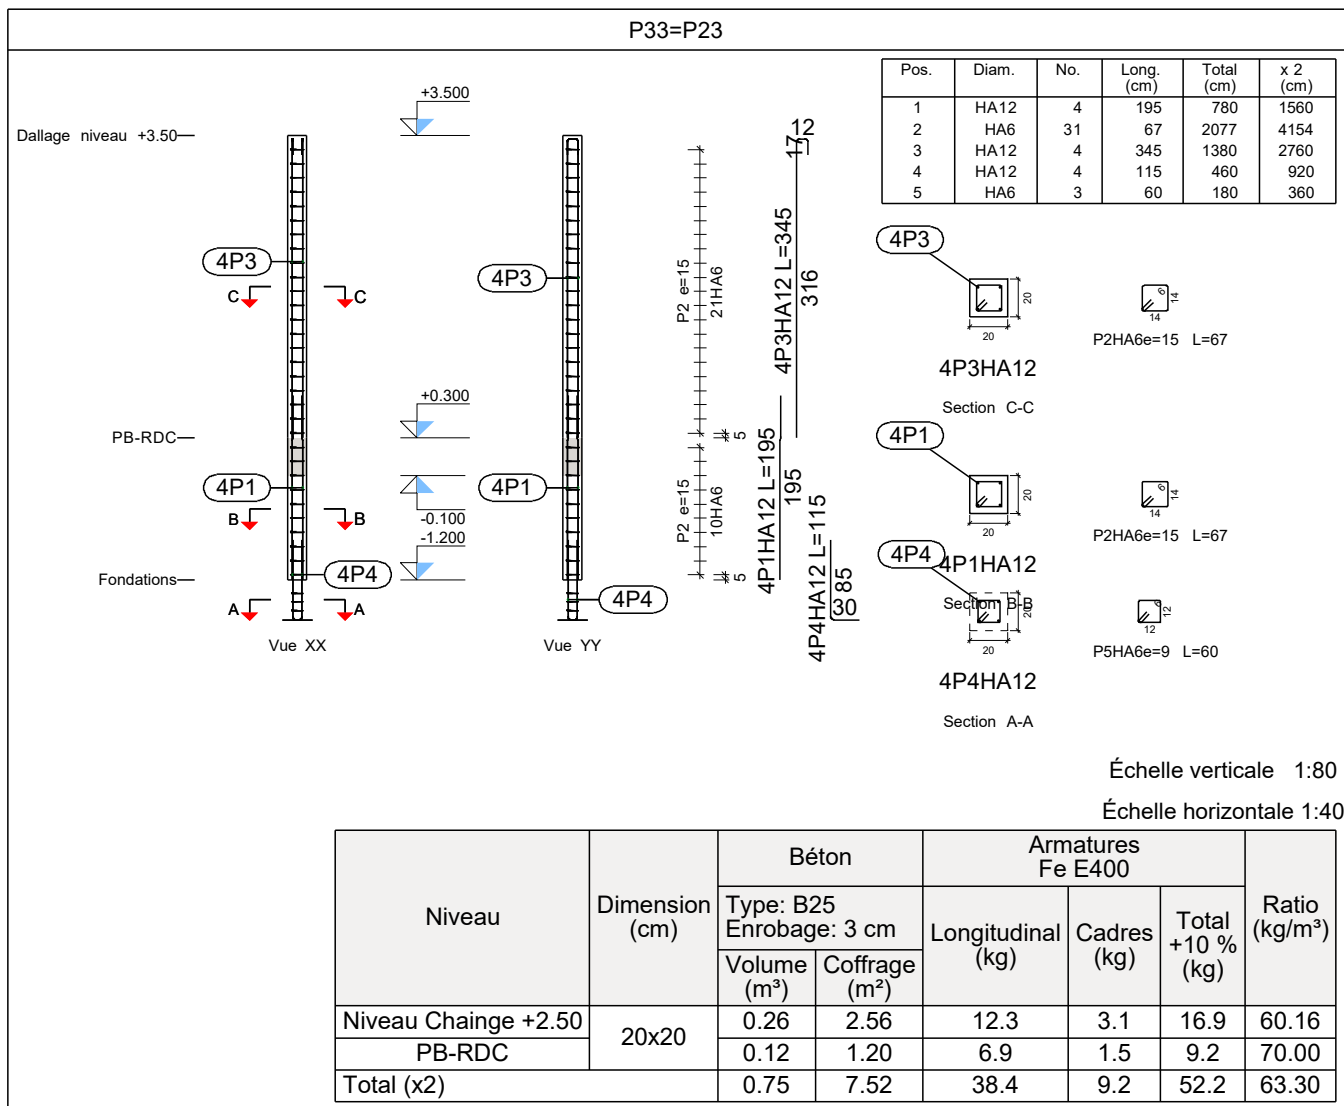 P33=P23
Pos. Diam. No. Long. (cm) Total (cm) x 2 (cm)
1 HA12 4 195 780 1560
2 HA6 31 67 2077 4154
3 HA12 4 345 1380 2760
4 HA12 4 115 460 920
5 HA6 3 60 180 360
Dallage niveau +3.50
PB-RDC
Fondations
4P3
C C
4P1
B B
4P4
A A
Vue XX
+3.500
+0.300
-0.100
-1.200
4P3
4P1
4P4
Vue YY
P2 e=15
21HA6
5
P2 e=15
10HA6
5
12
17
4P3HA12 L=345
316
4P1HA12 L=195
195
4P4HA12 L=115
85
30
4P3
20
20
4P3HA12
Section C-C
6
14
14
P2HA6e=15 L=67
4P1
20
20
4P1HA12
Section B-B
6
14
14
P2HA6e=15 L=67
4P4
20
20
4P4HA12
Section A-A
6
12
12
P5HA6e=9 L=60
Échelle verticale 1:80
Échelle horizontale 1:40
Niveau Dimension (cm) Béton Armatures Fe E400 Ratio (kg/m³)
Type: B25
Enrobage: 3 cm
Longitudinal (kg) Cadres (kg) Total +10 % (kg)
Volume (m³) Coffrage (m²)
Niveau Chainge +2.50 20x20 0.26 2.56 12.3 3.1 16.9 60.16
PB-RDC 0.12 1.20 6.9 1.5 9.2 70.00
Total (x2) 0.75 7.52 38.4 9.2 52.2 63.30